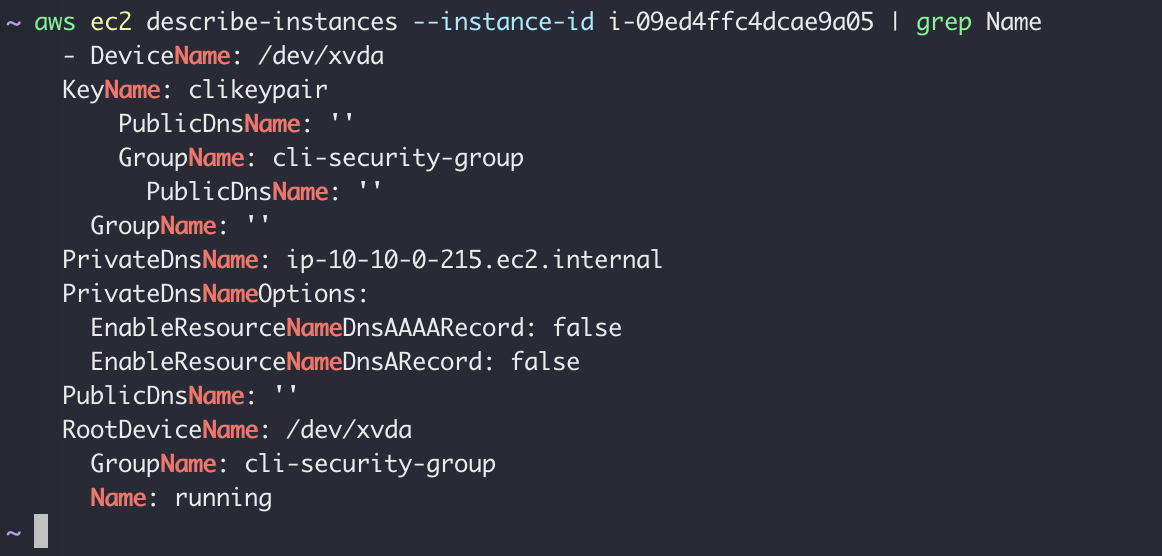 ~ aws ec2 describe-instances --instance-id i-09ed4ffc4dcae9a05 | grep Name
    - DeviceName: /dev/xvda
    KeyName: clikeypair
        PublicDnsName: ''
        GroupName: cli-security-group
          PublicDnsName: ''
      GroupName: ''
    PrivateDnsName: ip-10-10-0-215.ec2.internal
    PrivateDnsNameOptions:
      EnableResourceNameDnsAAAARecord: false
      EnableResourceNameDnsARecord: false
    PublicDnsName: ''
    RootDeviceName: /dev/xvda
      GroupName: cli-security-group
      Name: running
~